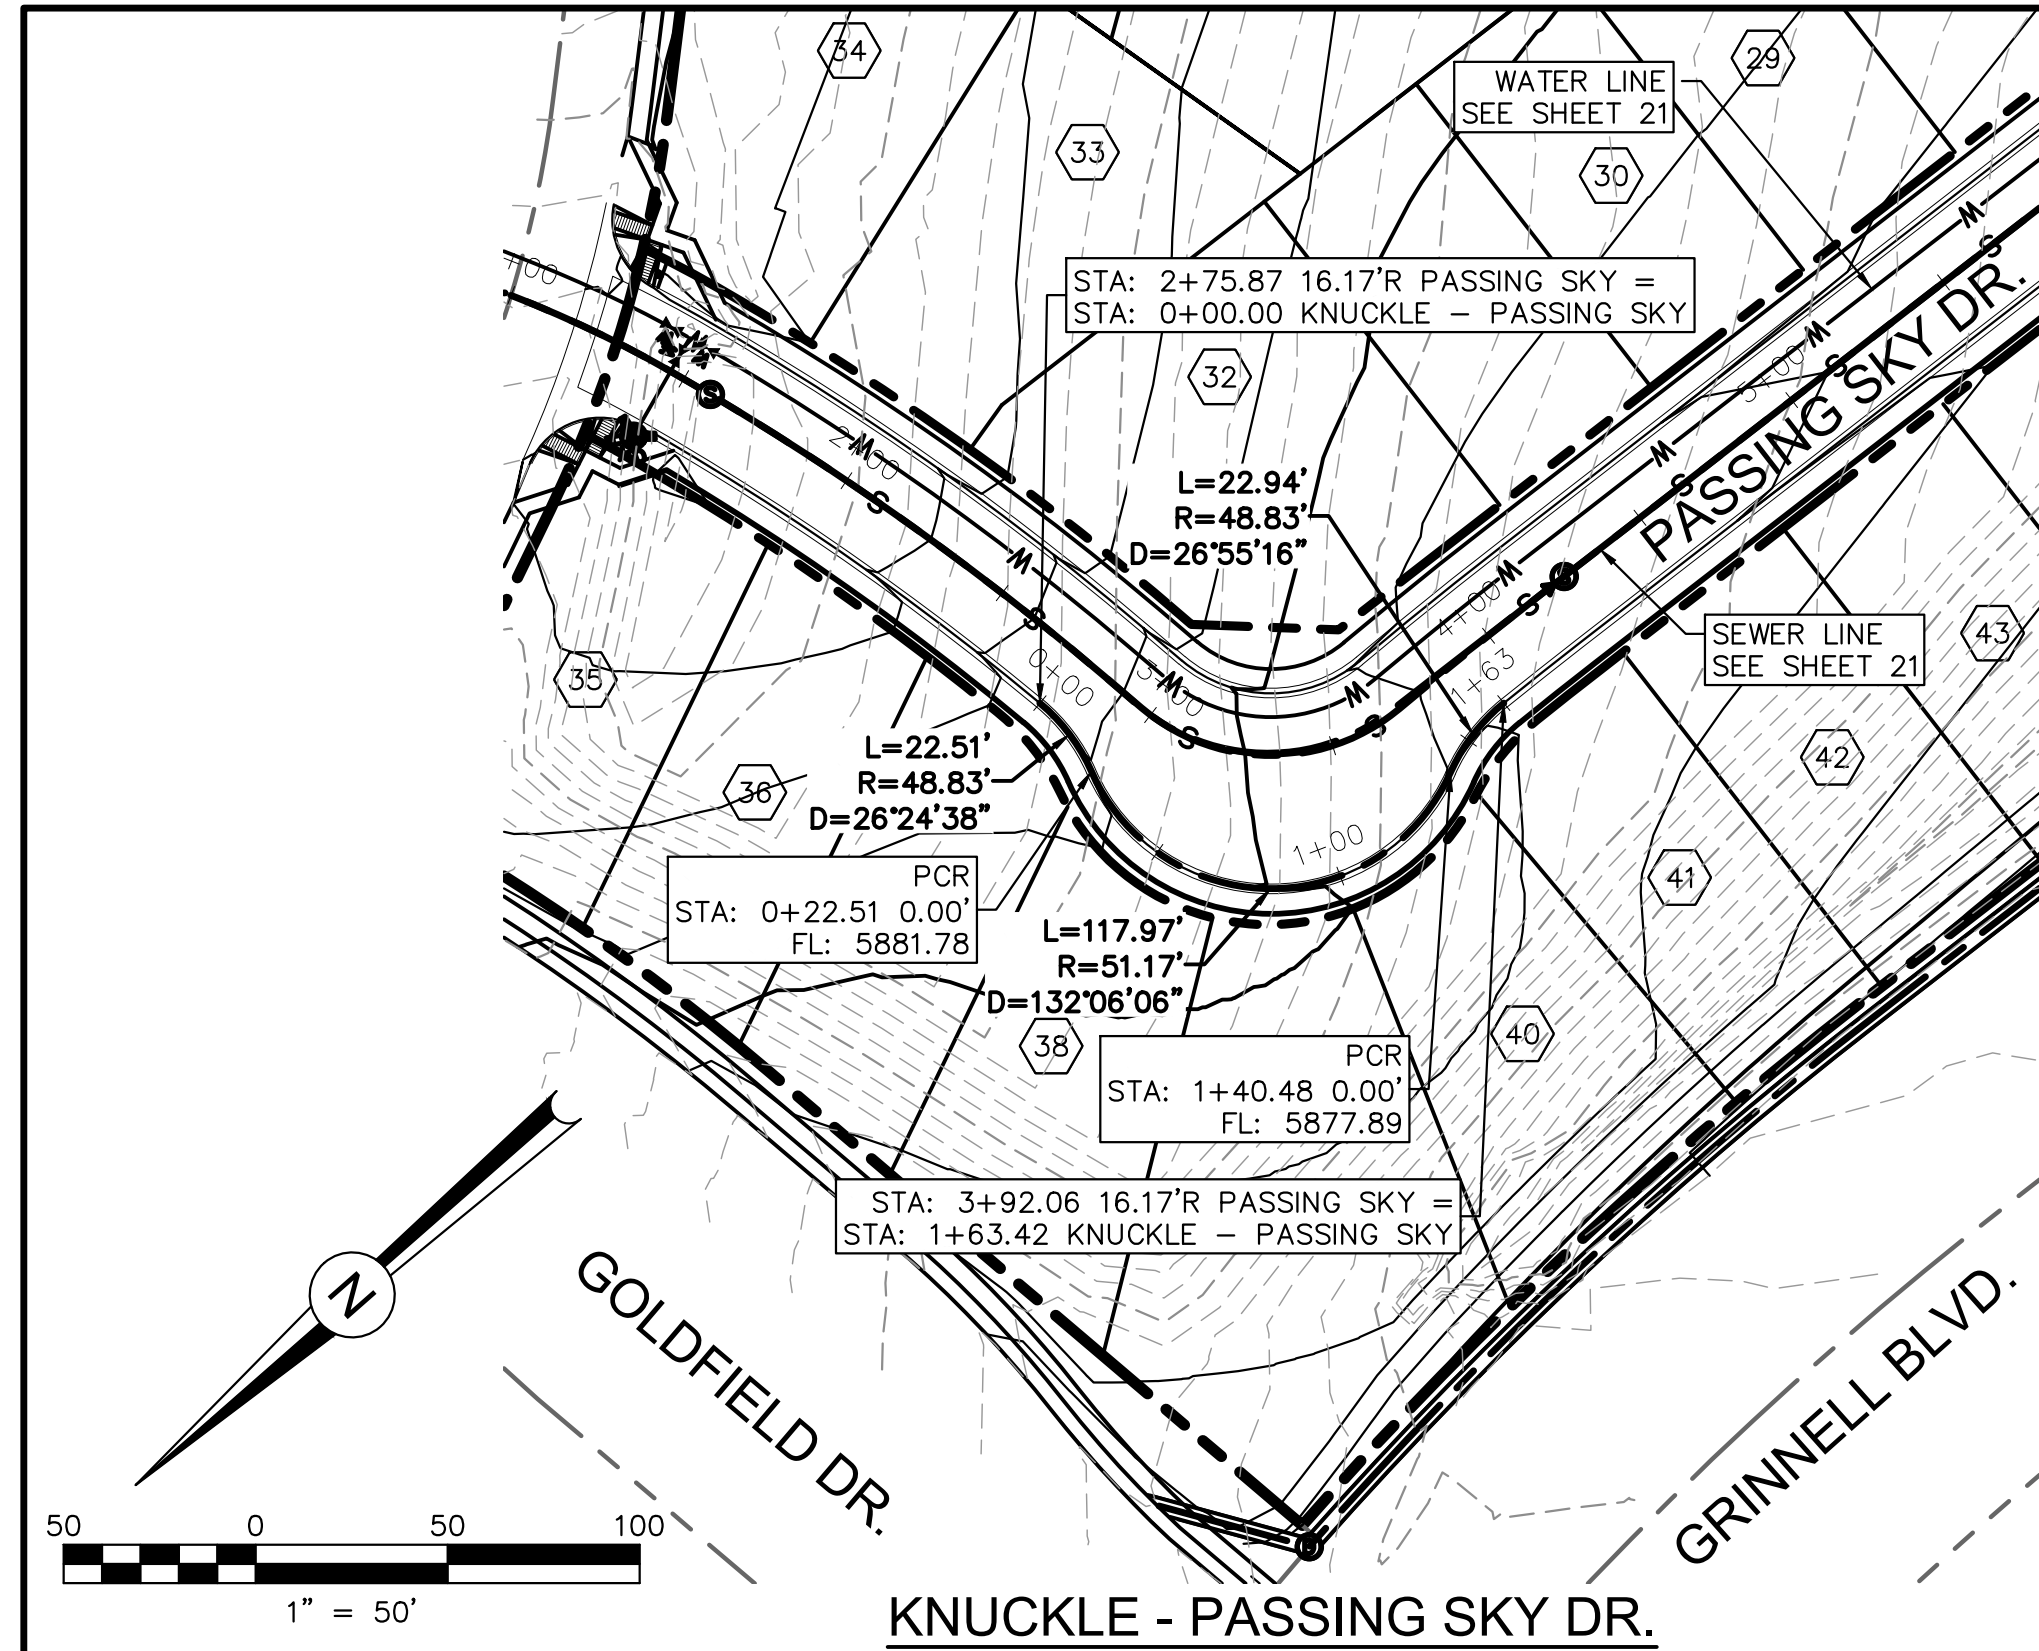 34
29
WATER LINE
SEE SHEET 21
33
30
STA: 2+75.87 16.17'R PASSING SKY =
STA: 0+00.00 KNUCKLE – PASSING SKY
32
5+00
PASSING SKY DR.
L=22.94'
R=48.83'
D=26°55'16"
4+00
SEWER LINE
SEE SHEET 21
43
35
0+00
3+00
1+63
L=22.51'
R=48.83'
D=26°24'38"
36
42
1+00
41
PCR
STA: 0+22.51 0.00'
FL: 5881.78
L=117.97'
R=51.17'
D=132°06'06"
38
40
PCR
STA: 1+40.48 0.00'
FL: 5877.89
STA: 3+92.06 16.17'R PASSING SKY =
STA: 1+63.42 KNUCKLE – PASSING SKY
N
GOLDFIELD DR.
GRINNELL BLVD.
50 0 50 100
1" = 50'
KNUCKLE - PASSING SKY DR.